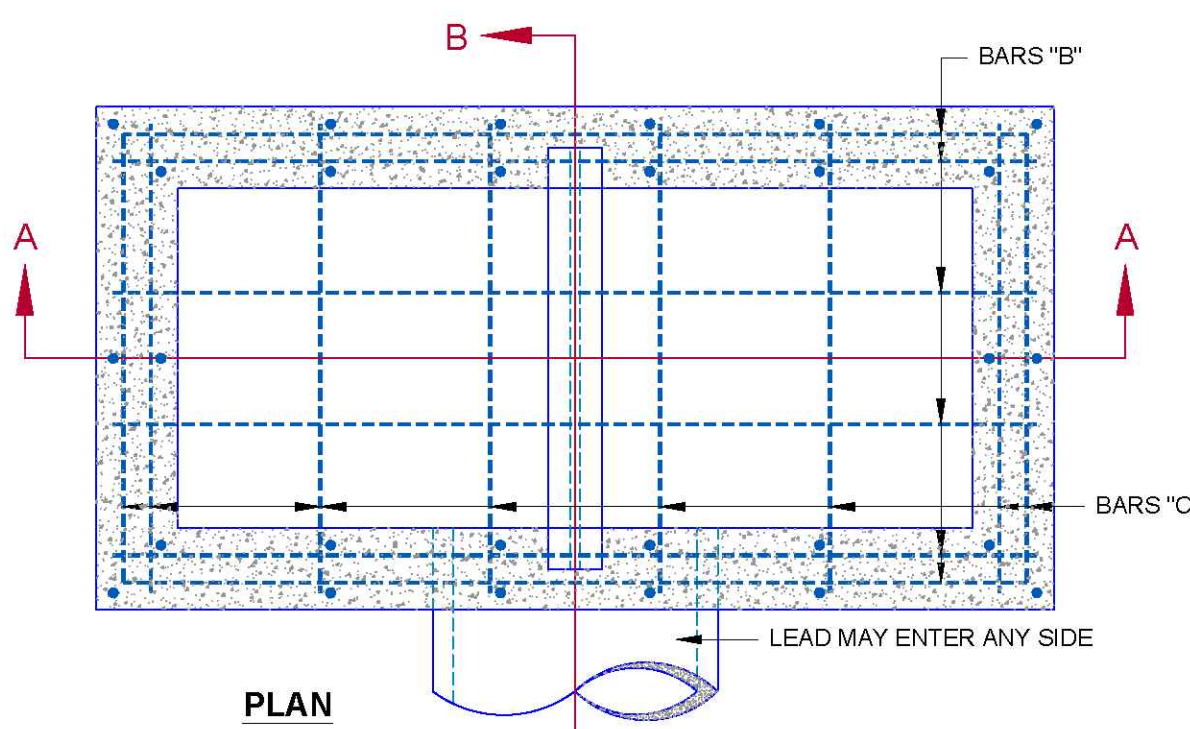 B
BARS "B"
A
A
BARS "C
LEAD MAY ENTER ANY SIDE
PLAN